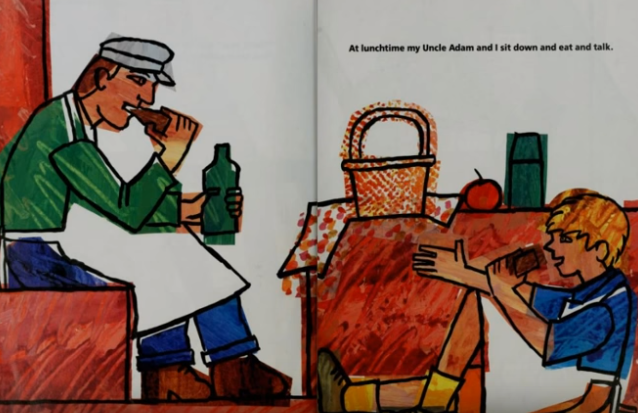 At lunchtime my Uncle Adam and I sit down and eat and talk.